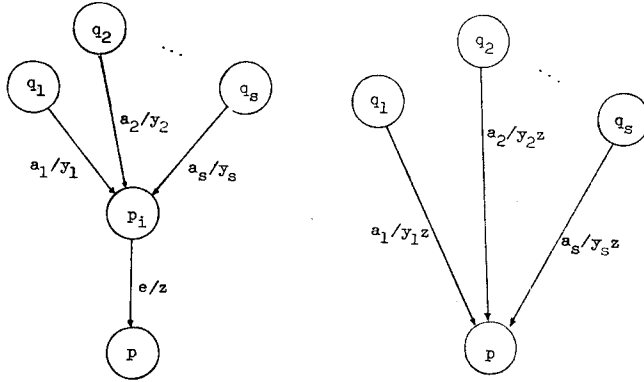 q₂
...
q₁
qₛ
a₂/y₂
a₁/y₁
aₛ/yₛ
pᵢ
e/z
p
q₂
...
q₁
qₛ
a₂/y₂z
a₁/y₁z
aₛ/yₛz
p